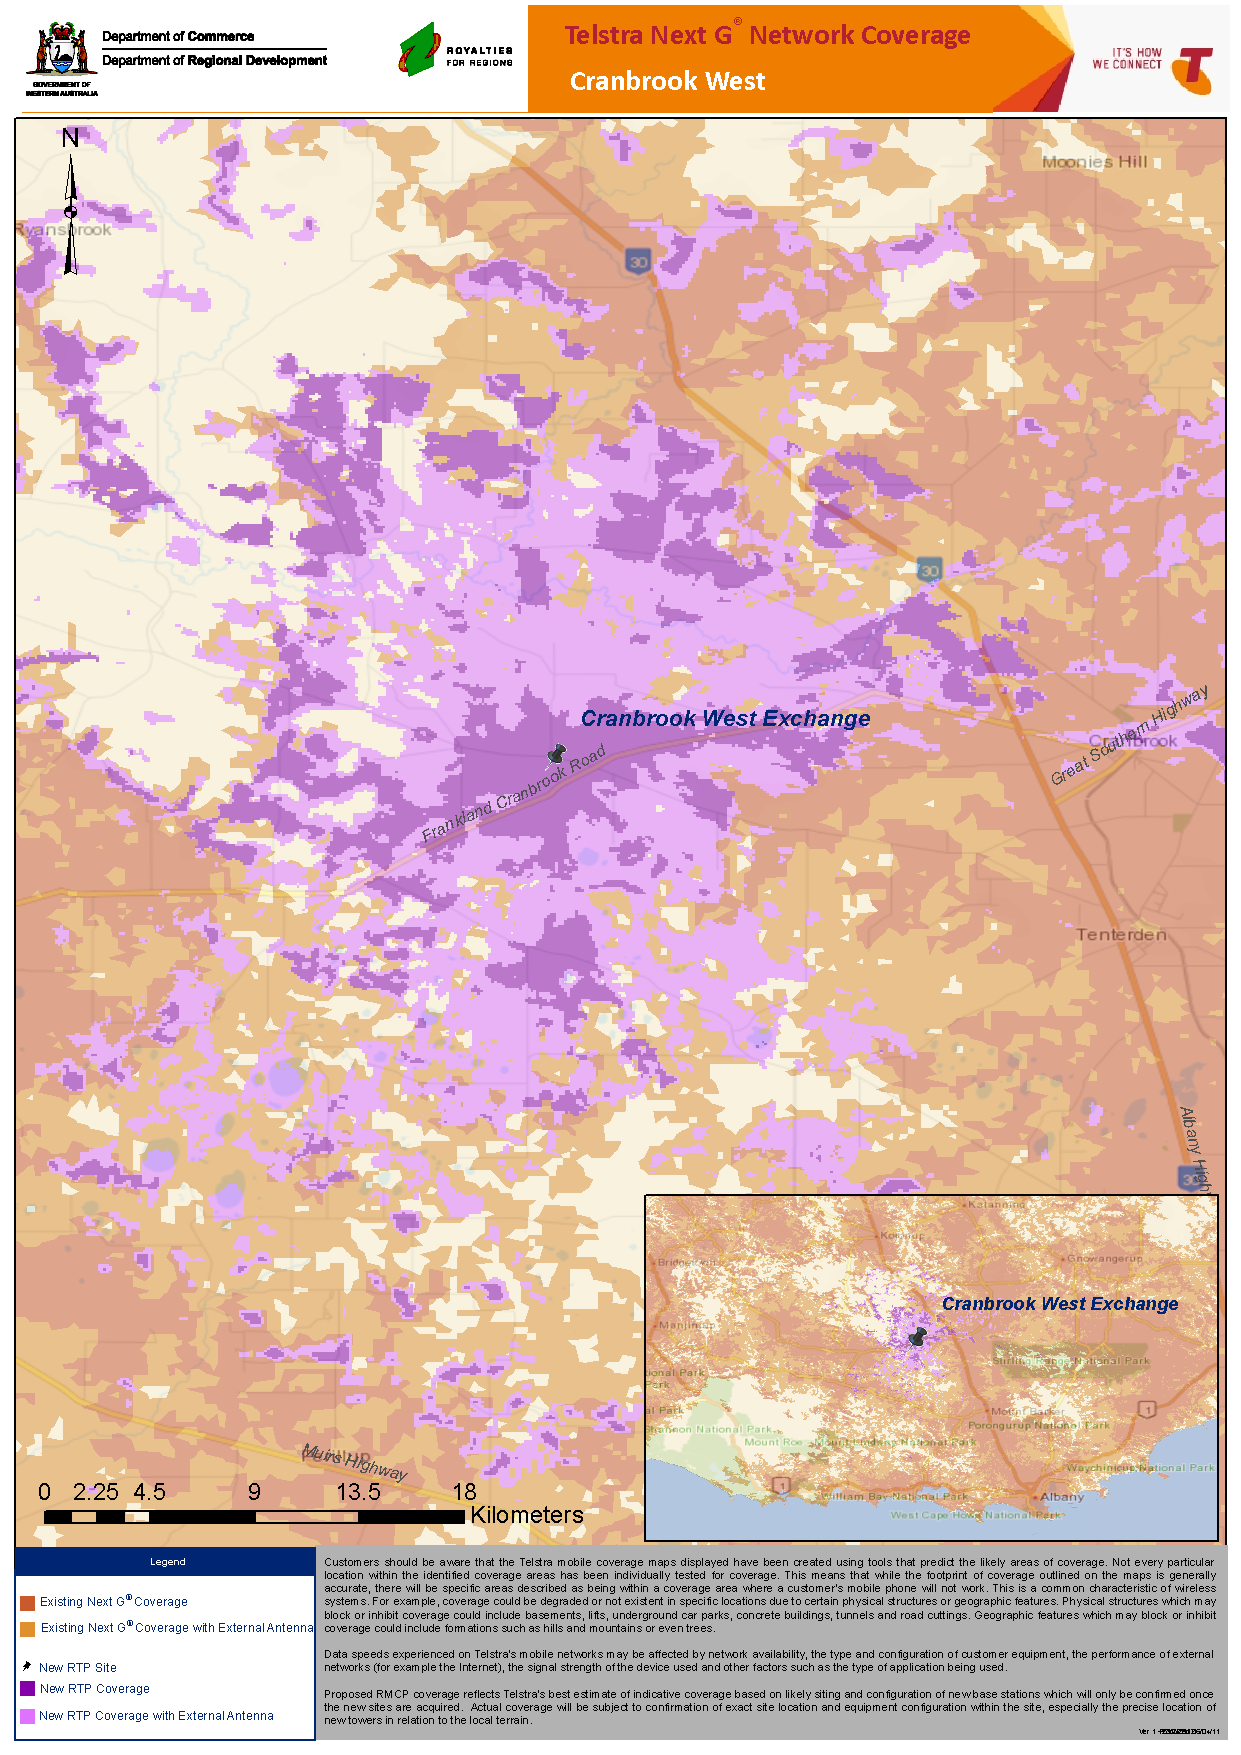 Department of Commerce
Department of Regional Development
GOVERNMENT OF
WESTERN AUSTRALIA
ROYALTIES
FOR REGIONS
Telstra Next G® Network Coverage
Cranbrook West
IT'S HOW
WE CONNECT
N
Moonies Hill
Ryansbrook
30
30
Cranbrook West Exchange
Frankland Cranbrook Road
Great Southern Highway
Cranbrook
Tenterden
Albany High
Muirs Highway
0 2.25 4.5 9 13.5 18
Kilometers
Katanning
Kojonup
Gnowangerup
Bridgetown
Cranbrook West Exchange
Manjimup
Stirling Range National Park
ional Park
Park
al Park
Mount Barker
Porongurup National Park
1
Shannon National Park
Mount Roe
Mount Lindesay National Park
Waychinicup National Park
1
William Bay National Park
Albany
West Cape Howe National Park
Legend
Existing Next G® Coverage
Existing Next G® Coverage with External Antenna
New RTP Site
New RTP Coverage
New RTP Coverage with External Antenna
Customers should be aware that the Telstra mobile coverage maps displayed have been created using tools that predict the likely areas of coverage. Not every particular
location within the identified coverage areas has been individually tested for coverage. This means that while the footprint of coverage outlined on the maps is generally
accurate, there will be specific areas described as being within a coverage area where a customer's mobile phone will not work. This is a common characteristic of wireless
systems. For example, coverage could be degraded or not existent in specific locations due to certain physical structures or geographic features. Physical structures which may
block or inhibit coverage could include basements, lifts, underground car parks, concrete buildings, tunnels and road cuttings. Geographic features which may block or inhibit
coverage could include formations such as hills and mountains or even trees.
Data speeds experienced on Telstra's mobile networks may be affected by network availability, the type and configuration of customer equipment, the performance of external
networks (for example the Internet), the signal strength of the device used and other factors such as the type of application being used.
Proposed RMCP coverage reflects Telstra's best estimate of indicative coverage based on likely siting and configuration of new base stations which will only be confirmed once
the new sites are acquired. Actual coverage will be subject to confirmation of exact site location and equipment configuration within the site, especially the precise location of
new towers in relation to the local terrain.
Ver 1